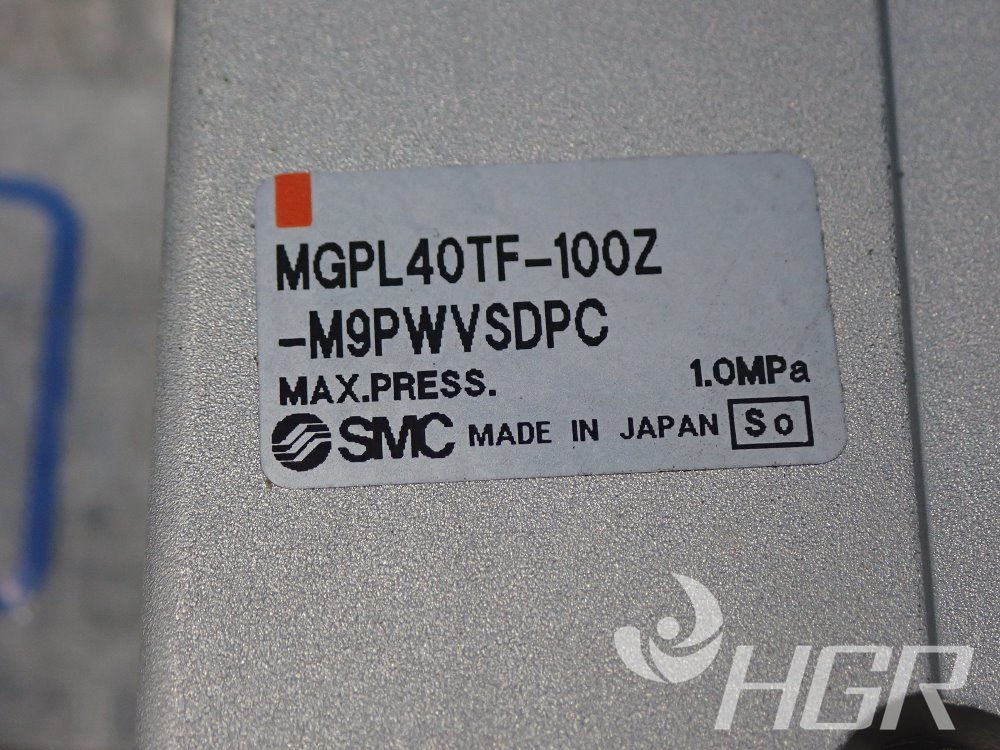 MGPL40TF-100Z
-M9PWVSDPC
MAX.PRESS. 1.0MPa
SMC MADE IN JAPAN So
HGR